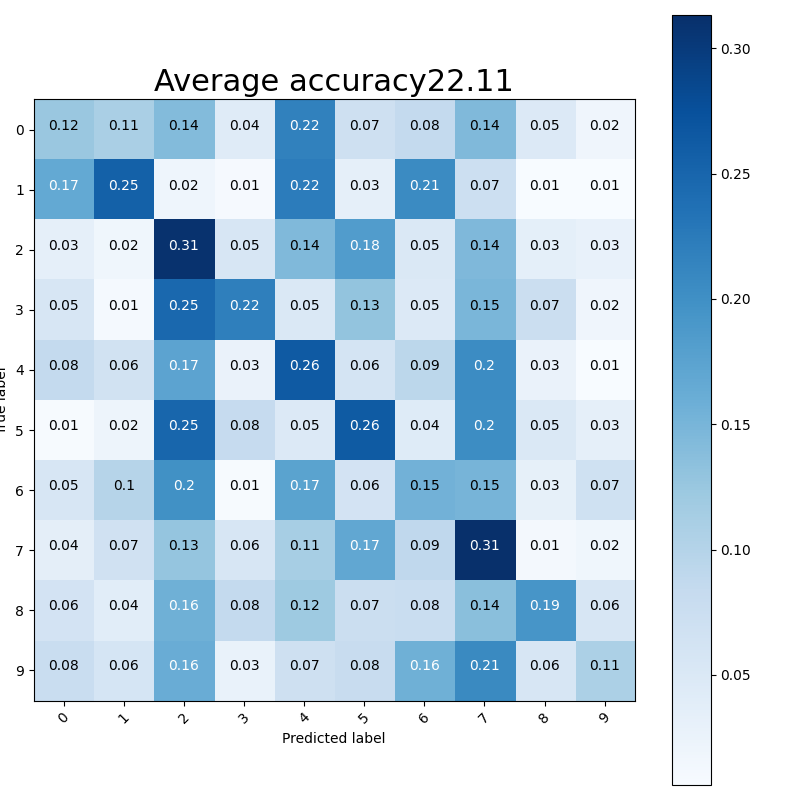 Average accuracy22.11
0 0.12 0.11 0.14 0.04 0.22 0.07 0.08 0.14 0.05 0.02
1 0.17 0.25 0.02 0.01 0.22 0.03 0.21 0.07 0.01 0.01
2 0.03 0.02 0.31 0.05 0.14 0.18 0.05 0.14 0.03 0.03
3 0.05 0.01 0.25 0.22 0.05 0.13 0.05 0.15 0.07 0.02
4 0.08 0.06 0.17 0.03 0.26 0.06 0.09 0.2 0.03 0.01
5 0.01 0.02 0.25 0.08 0.05 0.26 0.04 0.2 0.05 0.03
6 0.05 0.1 0.2 0.01 0.17 0.06 0.15 0.15 0.03 0.07
7 0.04 0.07 0.13 0.06 0.11 0.17 0.09 0.31 0.01 0.02
8 0.06 0.04 0.16 0.08 0.12 0.07 0.08 0.14 0.19 0.06
9 0.08 0.06 0.16 0.03 0.07 0.08 0.16 0.21 0.06 0.11
0 1 2 3 4 5 6 7 8 9
Predicted label
label
0.30
0.25
0.20
0.15
0.10
0.05